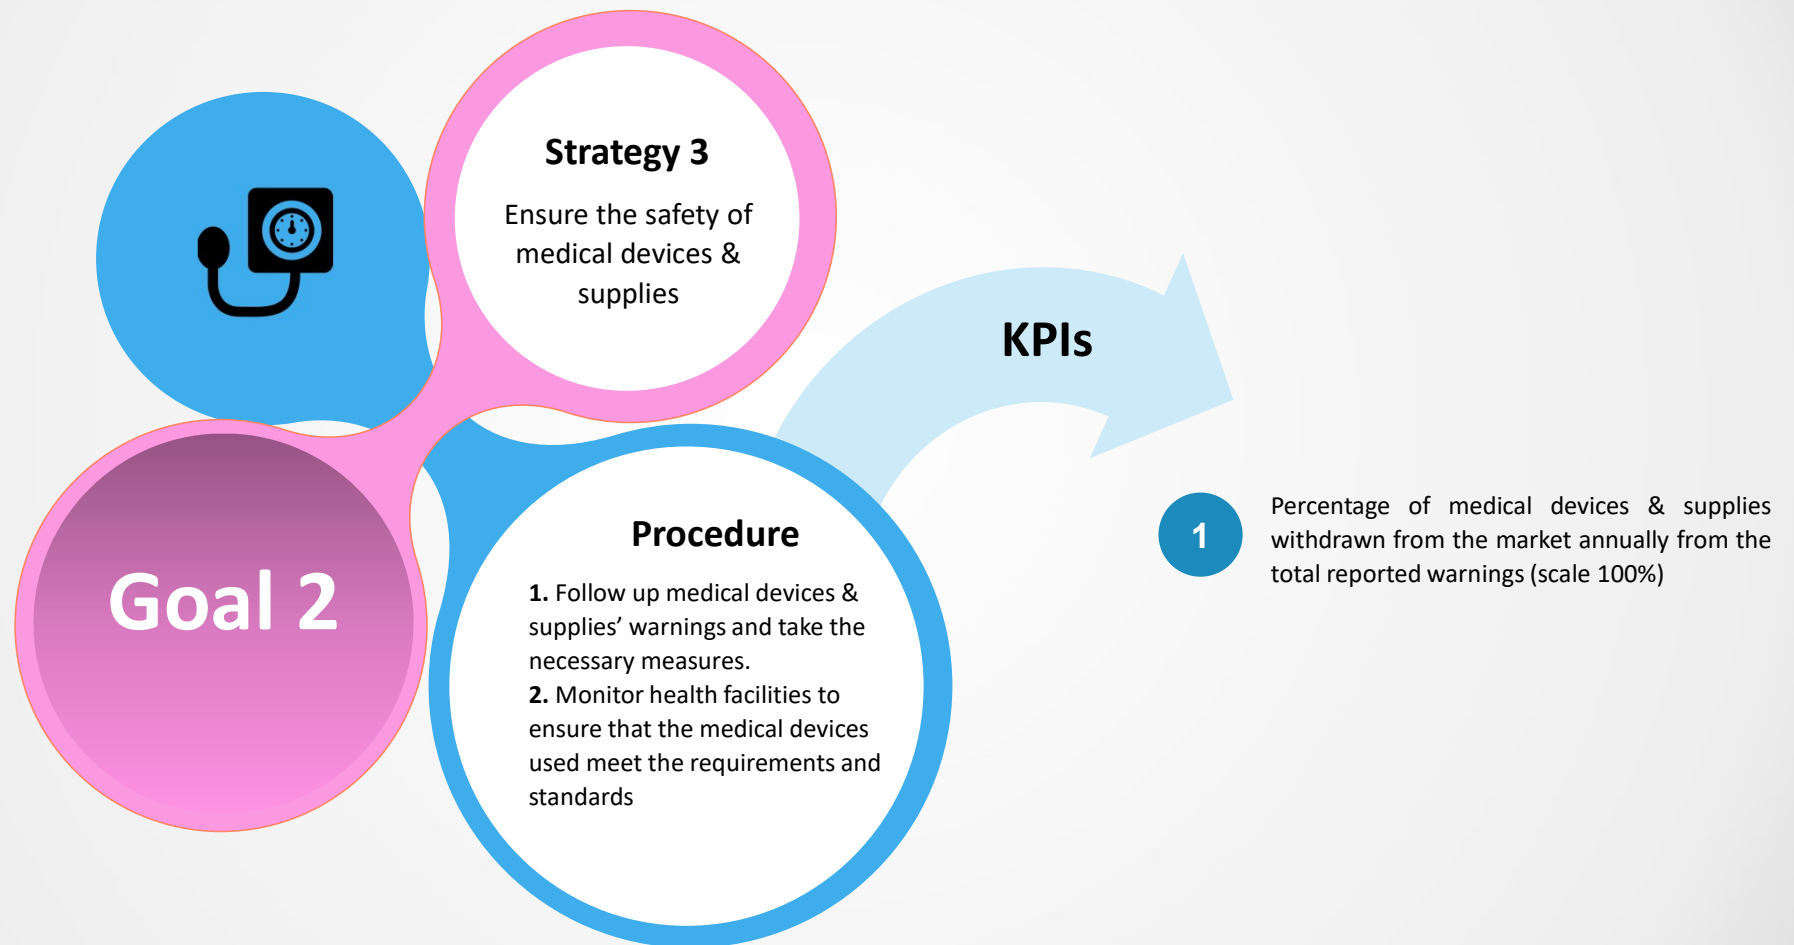 Strategy 3
Ensure the safety of
medical devices &
supplies
KPIs
Goal 2
Procedure
1. Follow up medical devices &
supplies’ warnings and take the
necessary measures.
2. Monitor health facilities to
ensure that the medical devices
used meet the requirements and
standards
1
Percentage of medical devices & supplies
withdrawn from the market annually from the
total reported warnings (scale 100%)